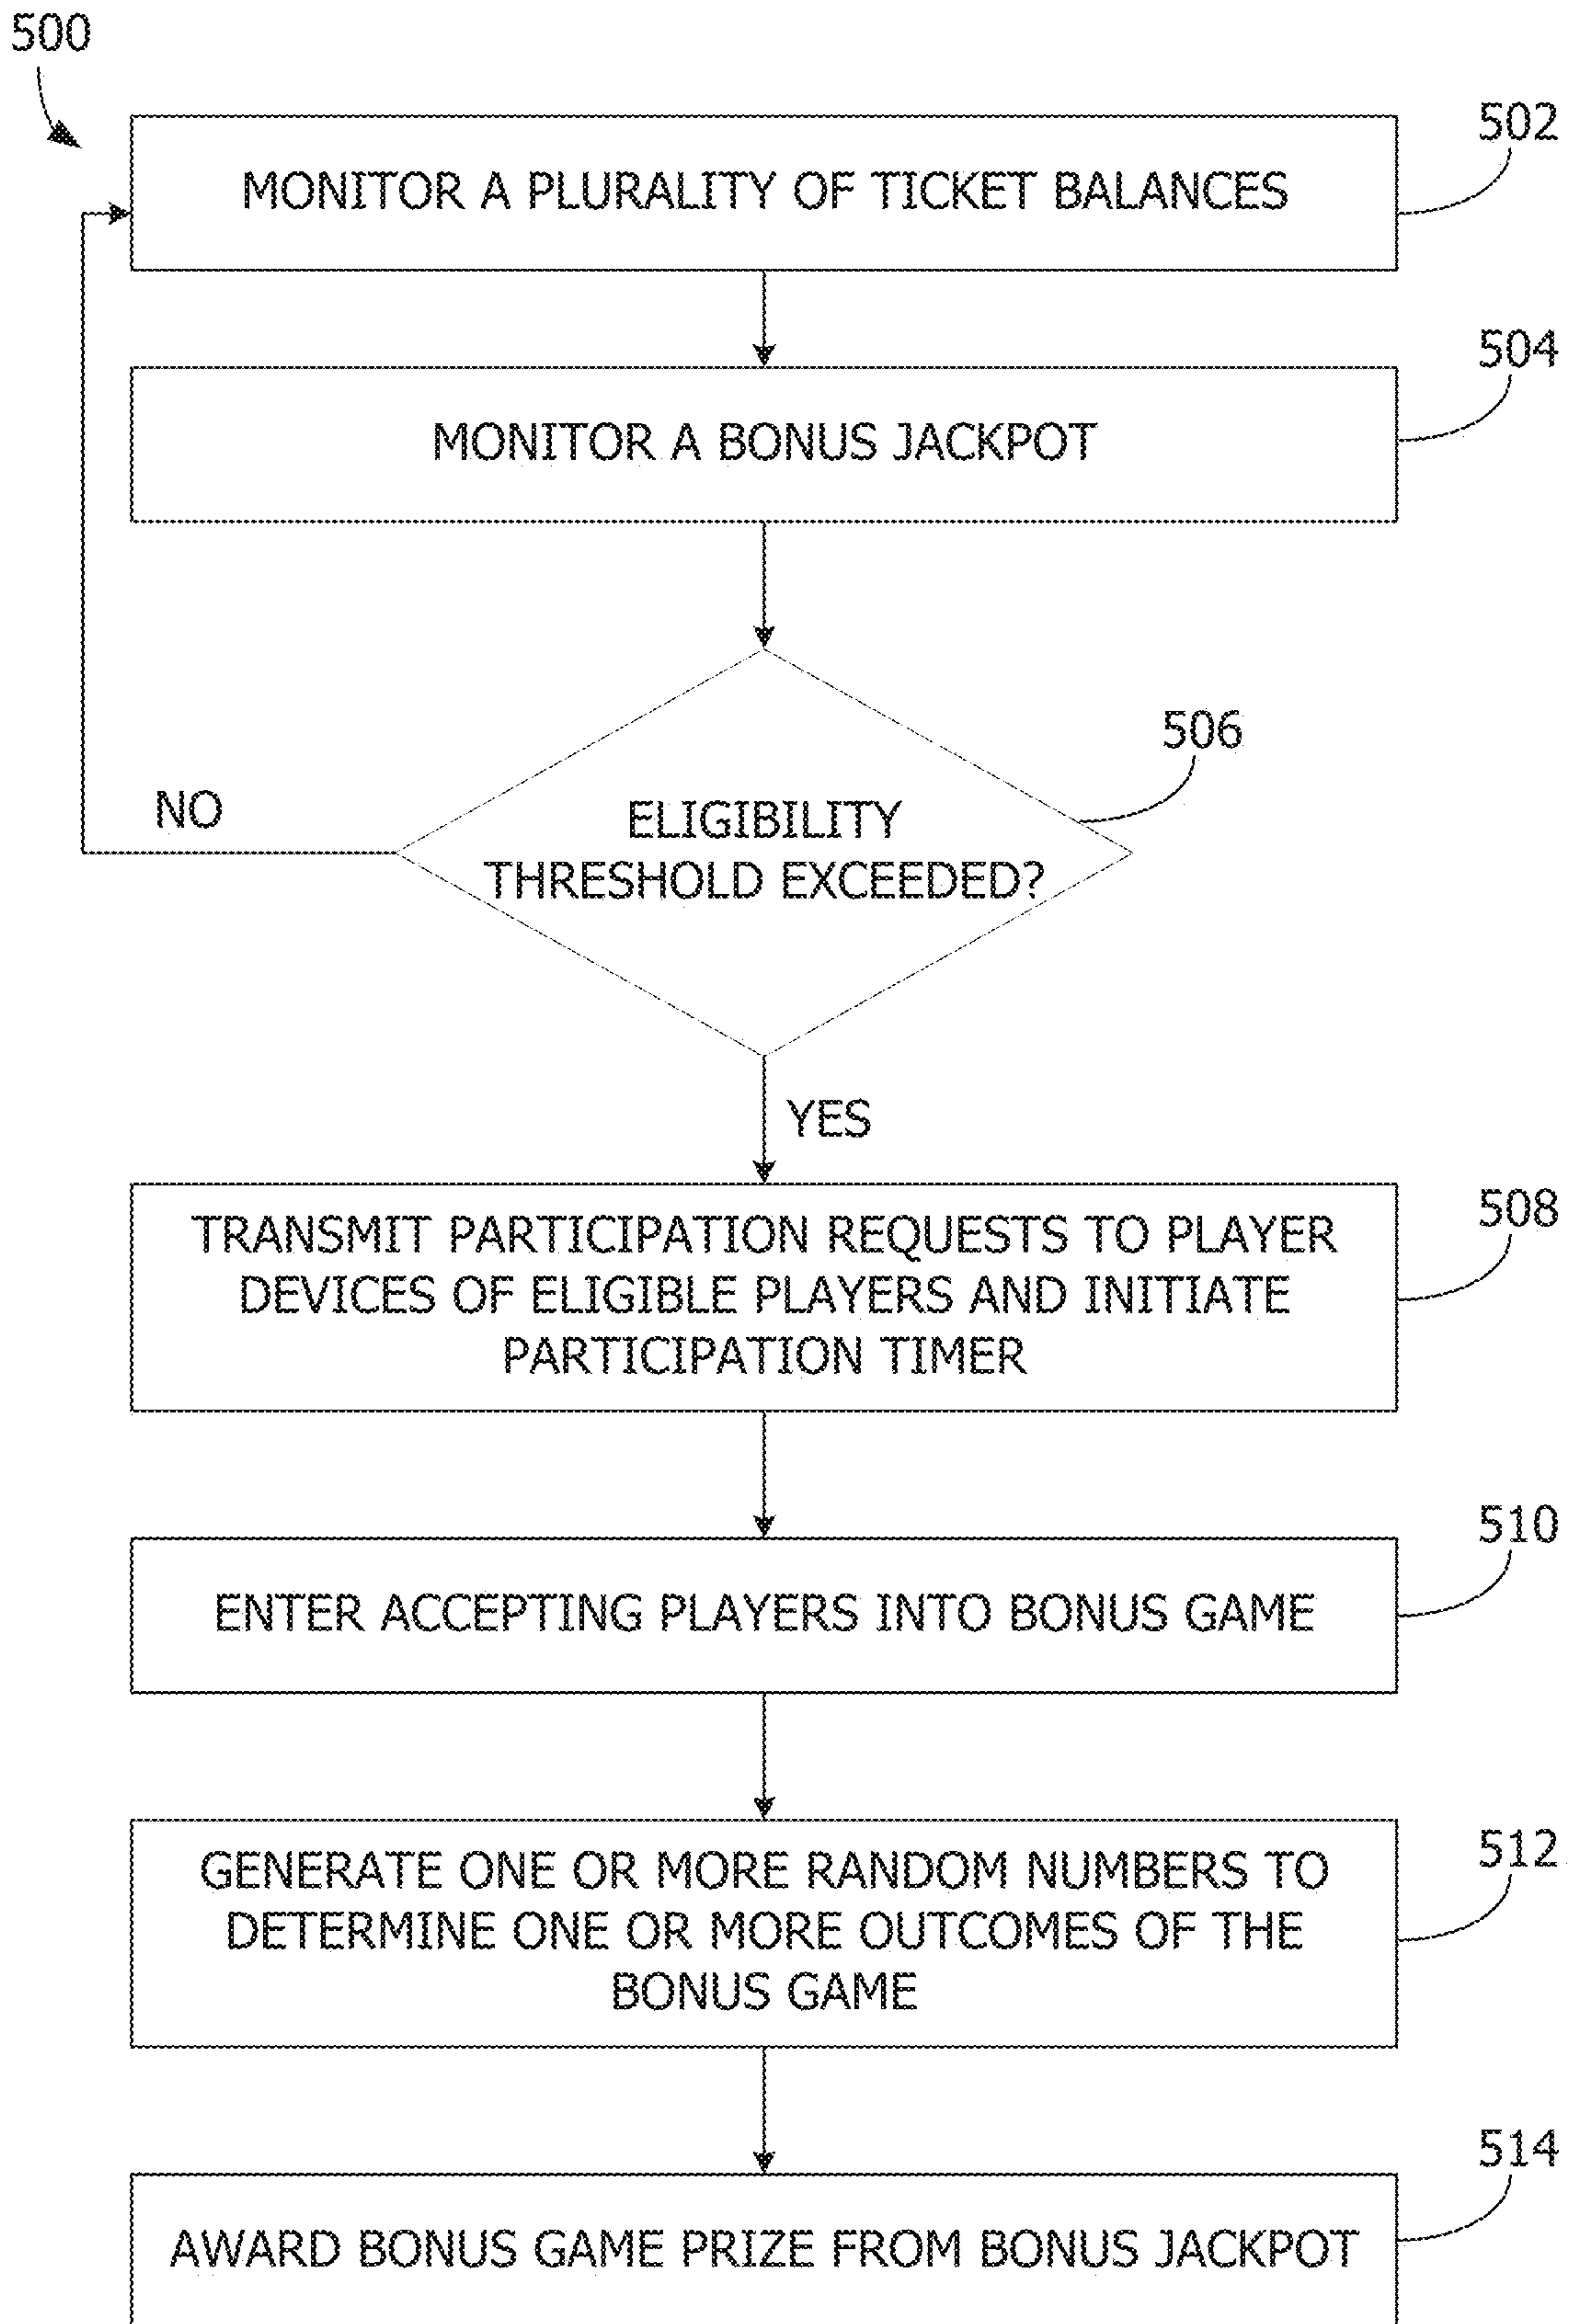 500
502
MONITOR A PLURALITY OF TICKET BALANCES
504
MONITOR A BONUS JACKPOT
506
NO
ELIGIBILITY
THRESHOLD EXCEEDED?
YES
508
TRANSMIT PARTICIPATION REQUESTS TO PLAYER
DEVICES OF ELIGIBLE PLAYERS AND INITIATE
PARTICIPATION TIMER
510
ENTER ACCEPTING PLAYERS INTO BONUS GAME
512
GENERATE ONE OR MORE RANDOM NUMBERS TO
DETERMINE ONE OR MORE OUTCOMES OF THE
BONUS GAME
514
AWARD BONUS GAME PRIZE FROM BONUS JACKPOT